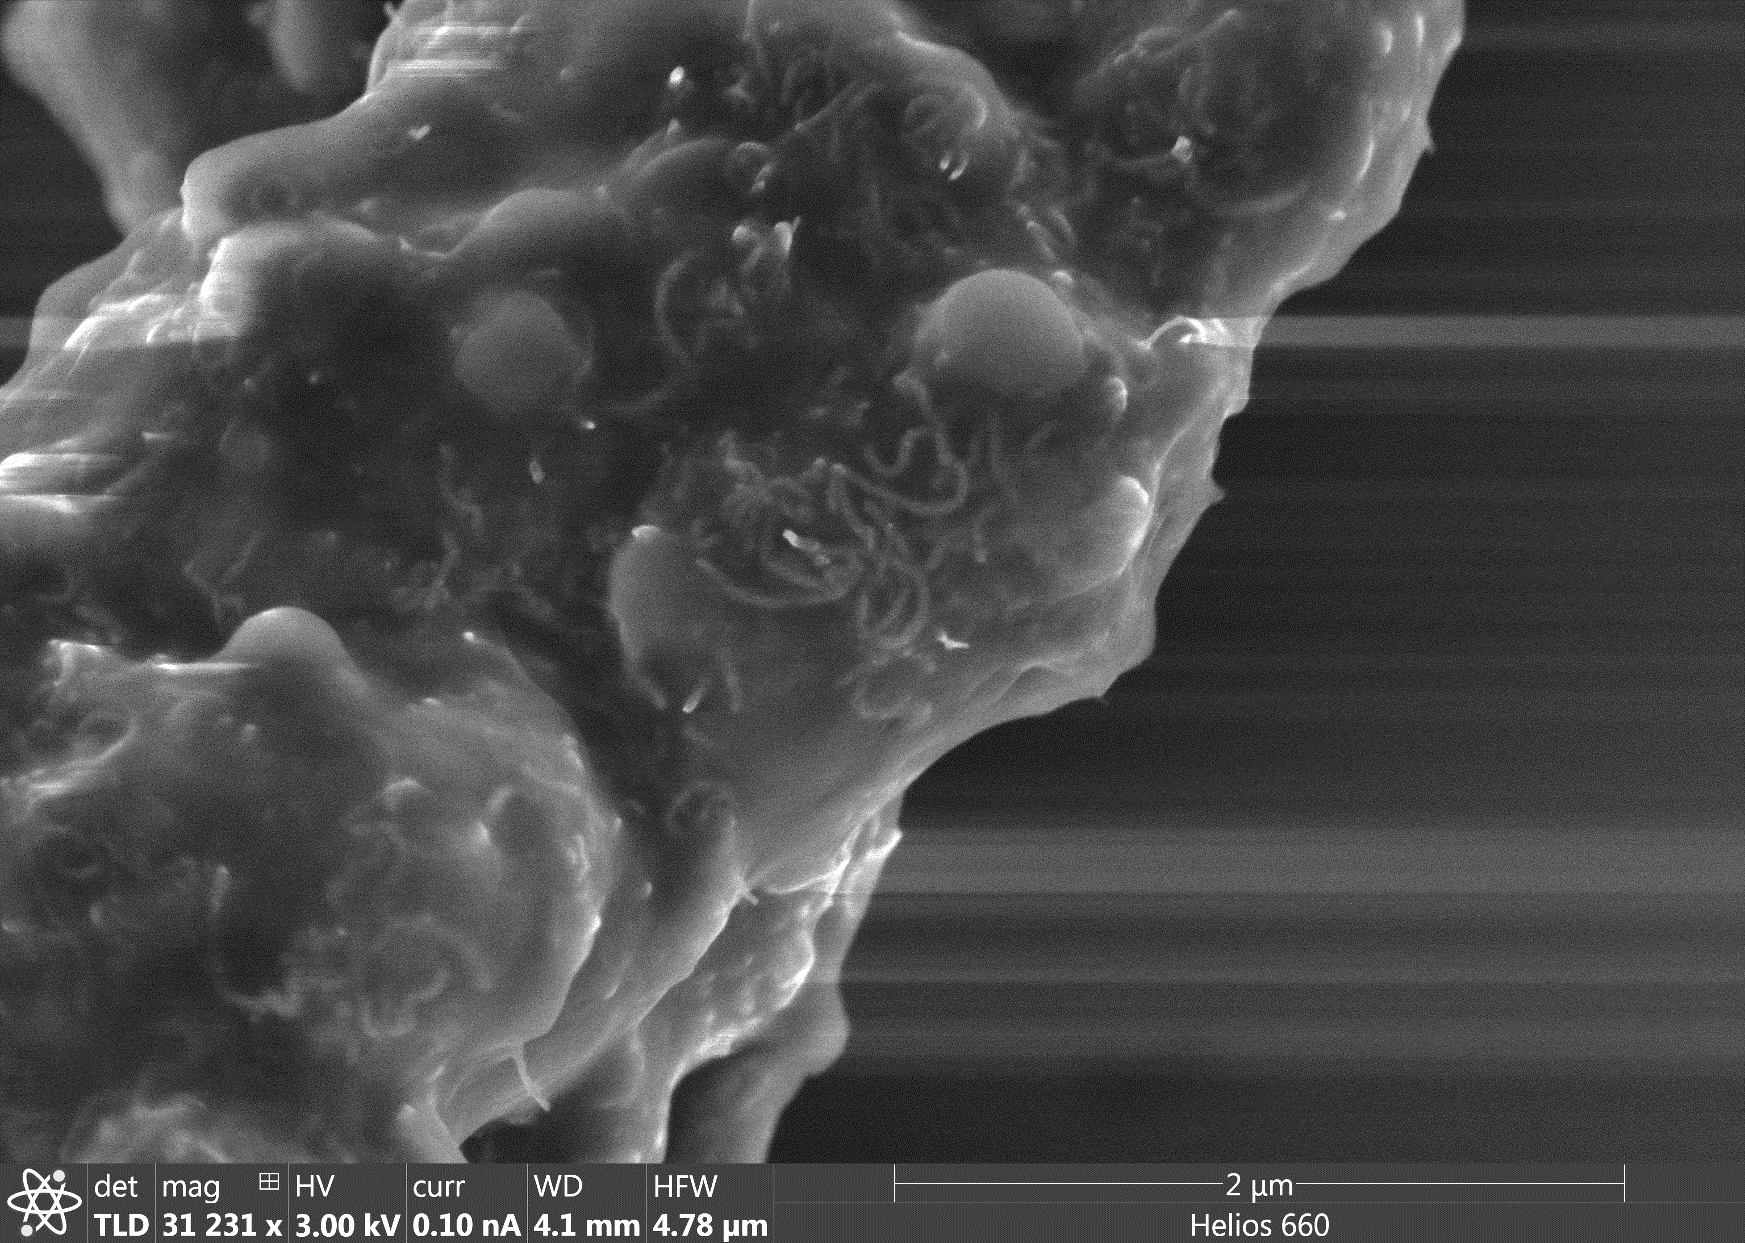 det mag HV curr WD HFW 2 µm
TLD 31 231 x 3.00 kV 0.10 nA 4.1 mm 4.78 µm Helios 660